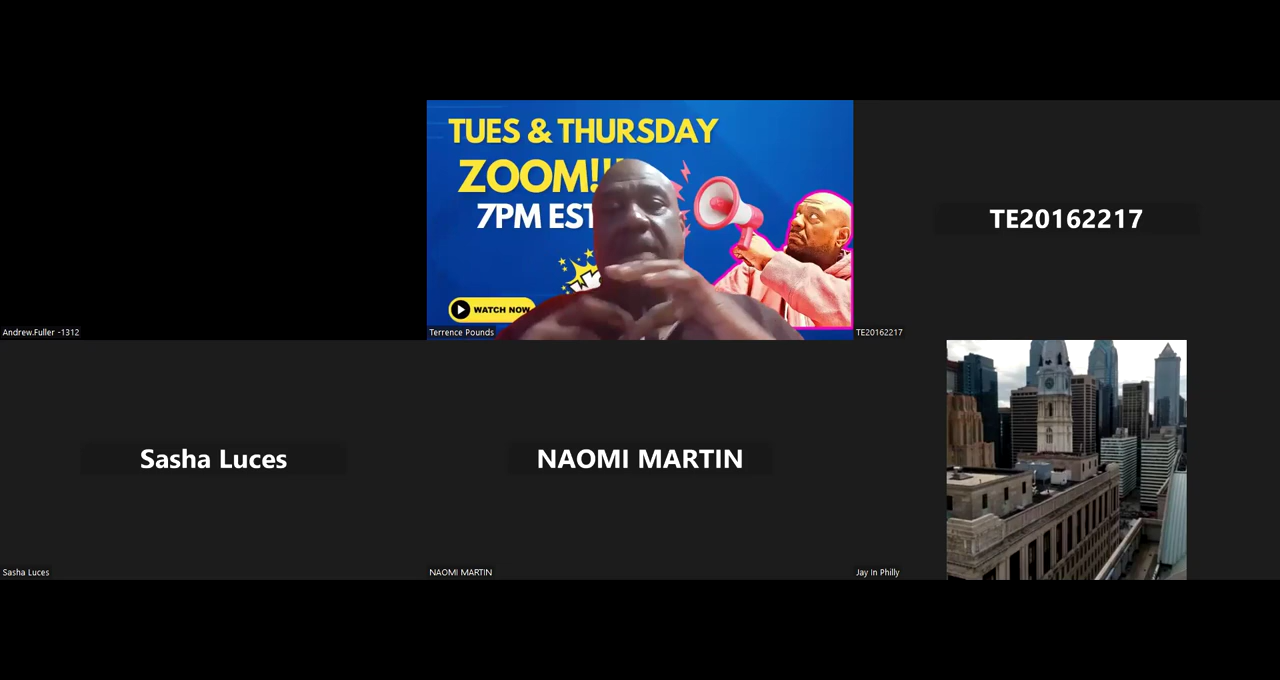 TUES & THURSDAY
ZOOM!!!
7PM EST
WATCH NOW
Andrew.Fuller -1312
Terrence Pounds
TE20162217
TE20162217
Sasha Luces
NAOMI MARTIN
Sasha Luces
NAOMI MARTIN
Jay In Philly